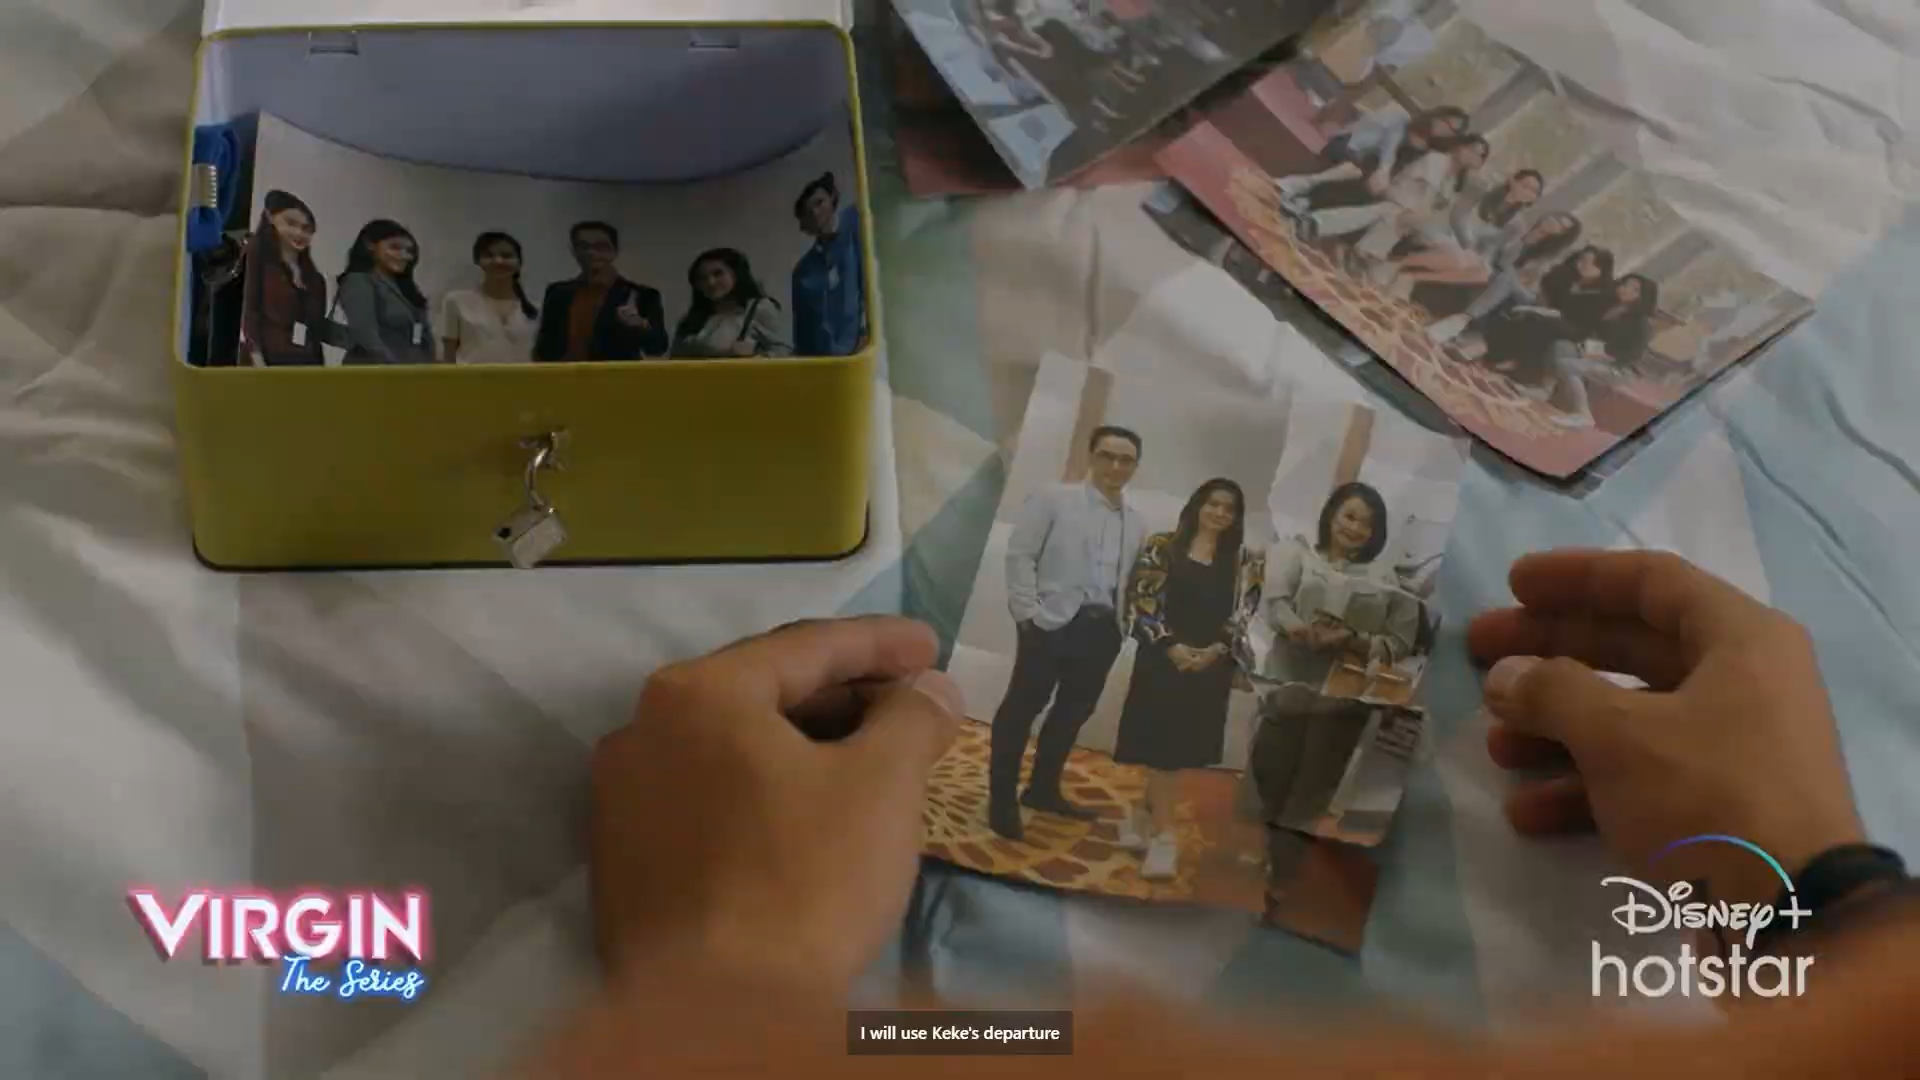 VIRGIN
The Series
Disney+
hotstar
I will use Keke's departure